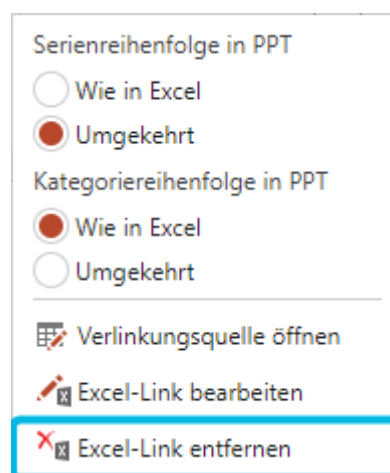 Serienreihenfolge in PPT
Wie in Excel
Umgekehrt
Kategoriereihenfolge in PPT
Wie in Excel
Umgekehrt
Verlinkungsquelle öffnen
Excel-Link bearbeiten
Excel-Link entfernen